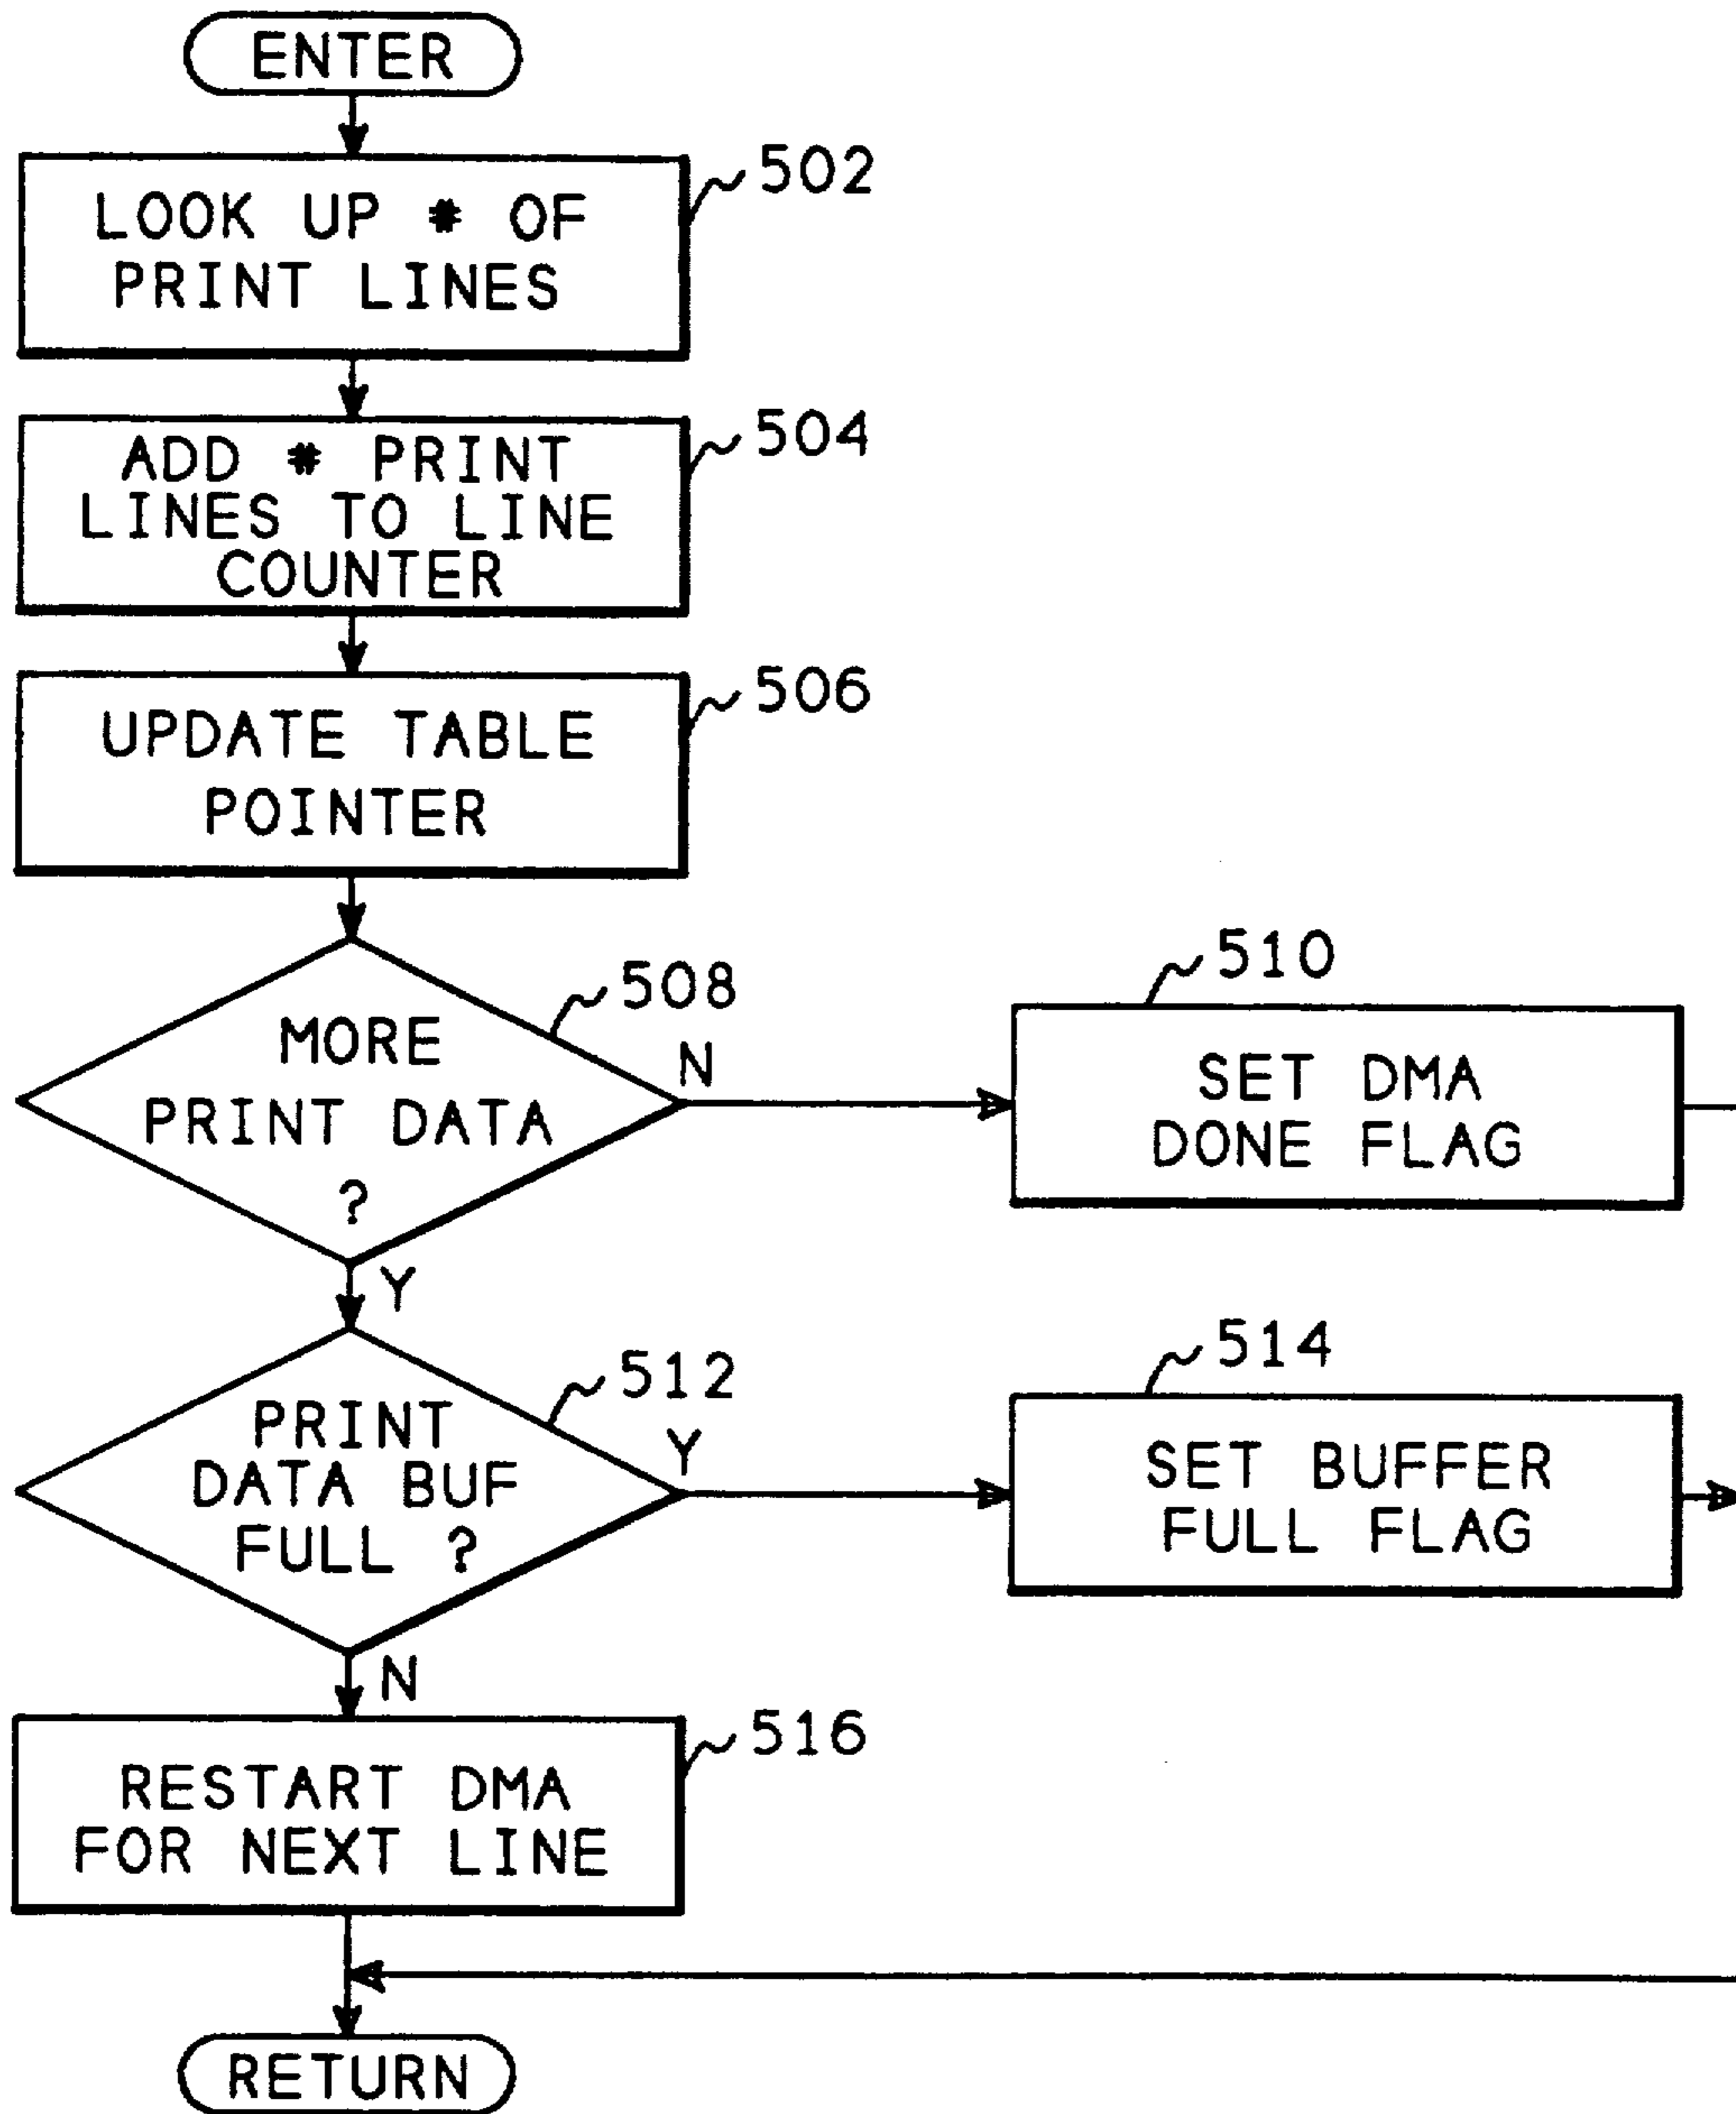 ENTER
502
LOOK UP # OF
PRINT LINES
504
ADD # PRINT
LINES TO LINE
COUNTER
506
UPDATE TABLE
POINTER
508
MORE
PRINT DATA
?
N
510
SET DMA
DONE FLAG
Y
512
PRINT
DATA BUF
FULL ?
Y
514
SET BUFFER
FULL FLAG
N
516
RESTART DMA
FOR NEXT LINE
RETURN